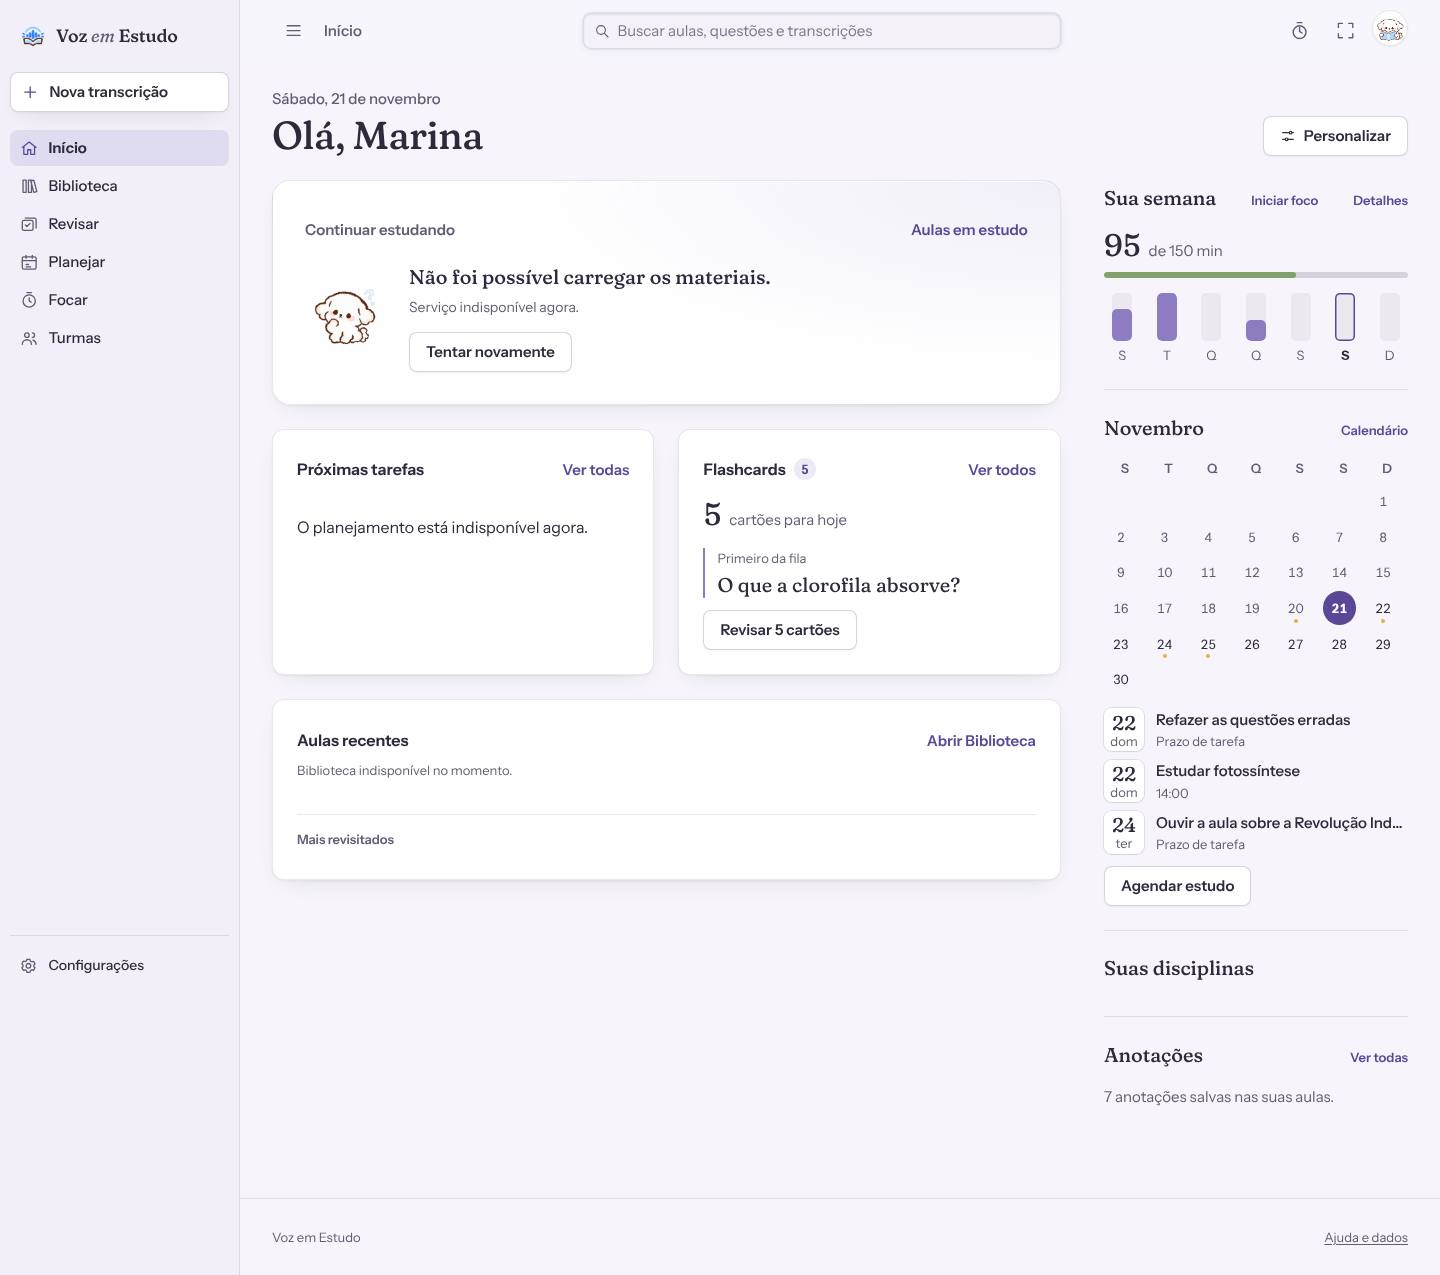 Voz em Estudo
Nova transcrição
Início
Biblioteca
Revisar
Planejar
Focar
Turmas
Configurações
Início
Buscar aulas, questões e transcrições
Sábado, 21 de novembro
Olá, Marina
Personalizar
Continuar estudando
Aulas em estudo
Não foi possível carregar os materiais.
Serviço indisponível agora.
Tentar novamente
Próximas tarefas
Ver todas
O planejamento está indisponível agora.
Flashcards 5
Ver todos
5 cartões para hoje
Primeiro da fila
O que a clorofila absorve?
Revisar 5 cartões
Aulas recentes
Abrir Biblioteca
Biblioteca indisponível no momento.
Mais revisitados
Sua semana
Iniciar foco
Detalhes
95 de 150 min
S T Q Q S S D
Novembro
Calendário
S T Q Q S S D
1
2 3 4 5 6 7 8
9 10 11 12 13 14 15
16 17 18 19 20 21 22
23 24 25 26 27 28 29
30
22 dom
Refazer as questões erradas
Prazo de tarefa
22 dom
Estudar fotossíntese
14:00
24 ter
Ouvir a aula sobre a Revolução Ind...
Prazo de tarefa
Agendar estudo
Suas disciplinas
Anotações
Ver todas
7 anotações salvas nas suas aulas.
Voz em Estudo
Ajuda e dados